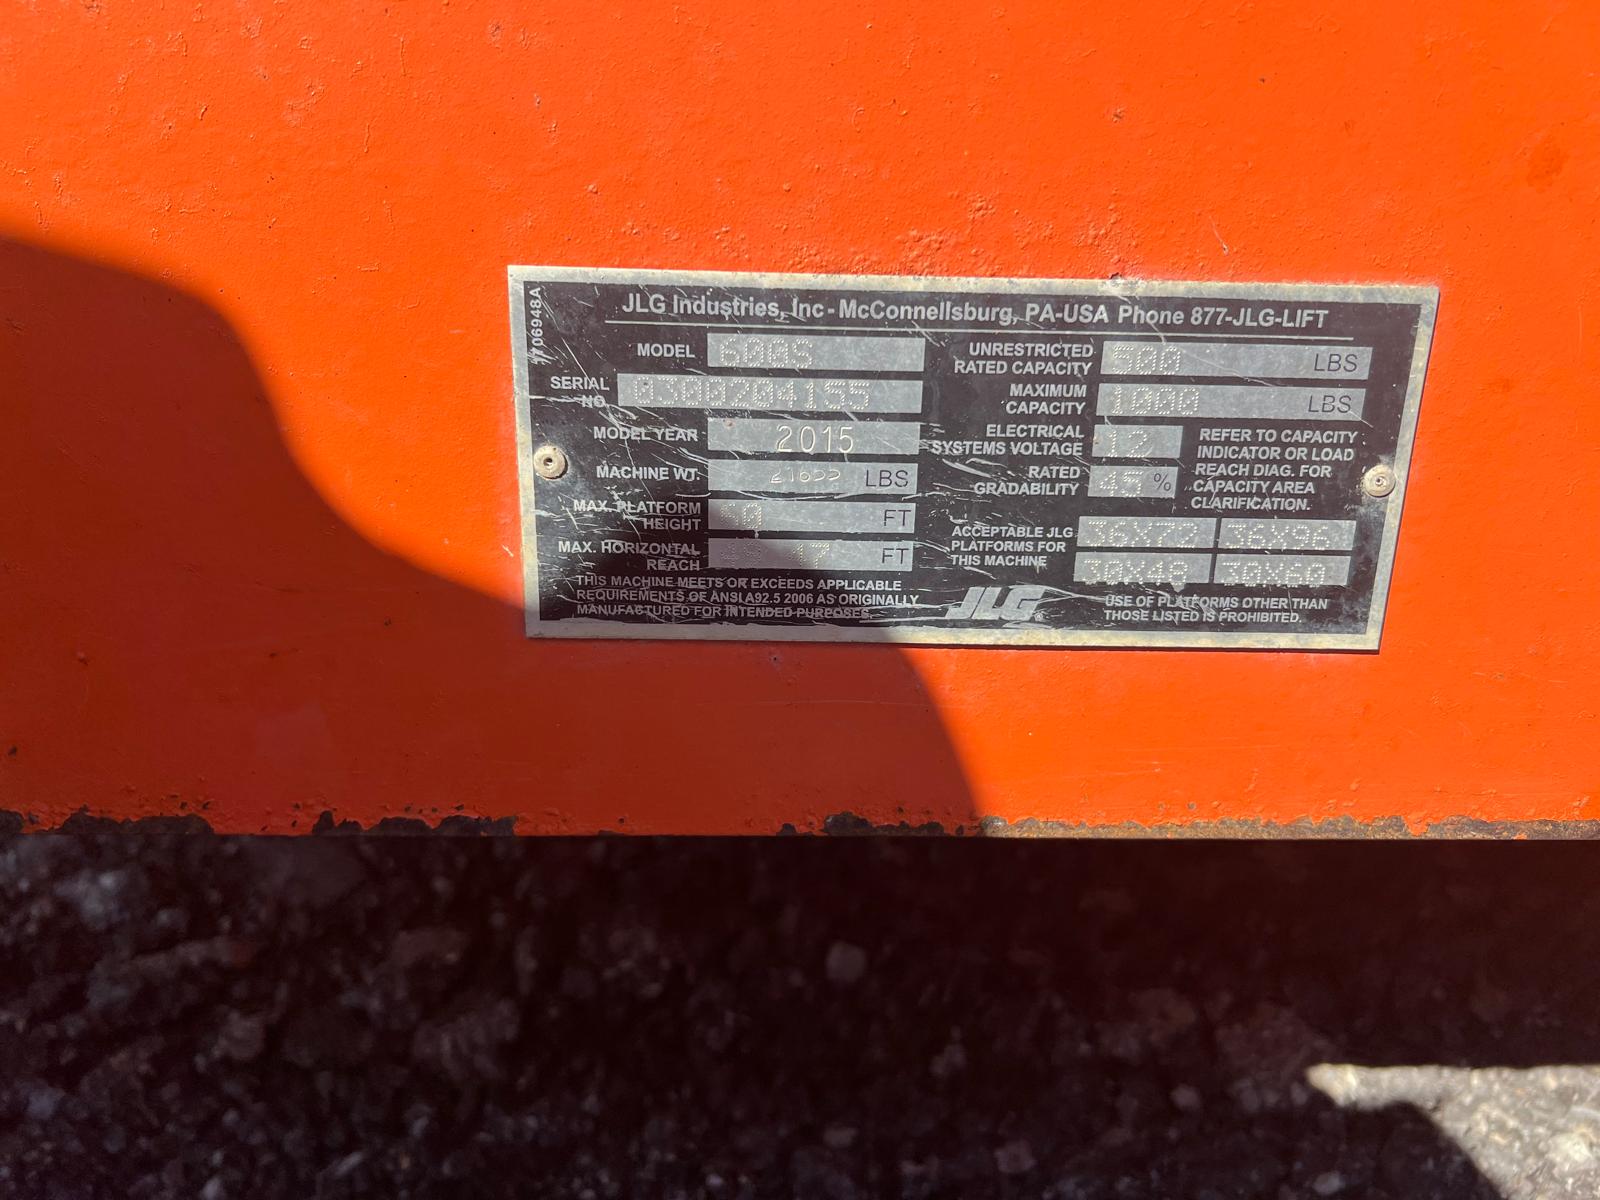 1706948A
JLG Industries, Inc - McConnellsburg, PA-USA Phone 877-JLG-LIFT
MODEL 600S
SERIAL NO. 0300204155
MODEL YEAR 2015
MACHINE WT. LBS
MAX. PLATFORM HEIGHT FT
MAX. HORIZONTAL REACH FT
THIS MACHINE MEETS OR EXCEEDS APPLICABLE
REQUIREMENTS OF ANSI A92.5 2006 AS ORIGINALLY
MANUFACTURED FOR INTENDED PURPOSES.
UNRESTRICTED RATED CAPACITY 500 LBS
MAXIMUM CAPACITY 1000 LBS
ELECTRICAL SYSTEMS VOLTAGE 12
RATED GRADABILITY 45 %
REFER TO CAPACITY
INDICATOR OR LOAD
REACH DIAG. FOR
CAPACITY AREA
CLARIFICATION.
ACCEPTABLE JLG
PLATFORMS FOR
THIS MACHINE
36X72 36X96
30X48 30X60
JLG®
USE OF PLATFORMS OTHER THAN
THOSE LISTED IS PROHIBITED.